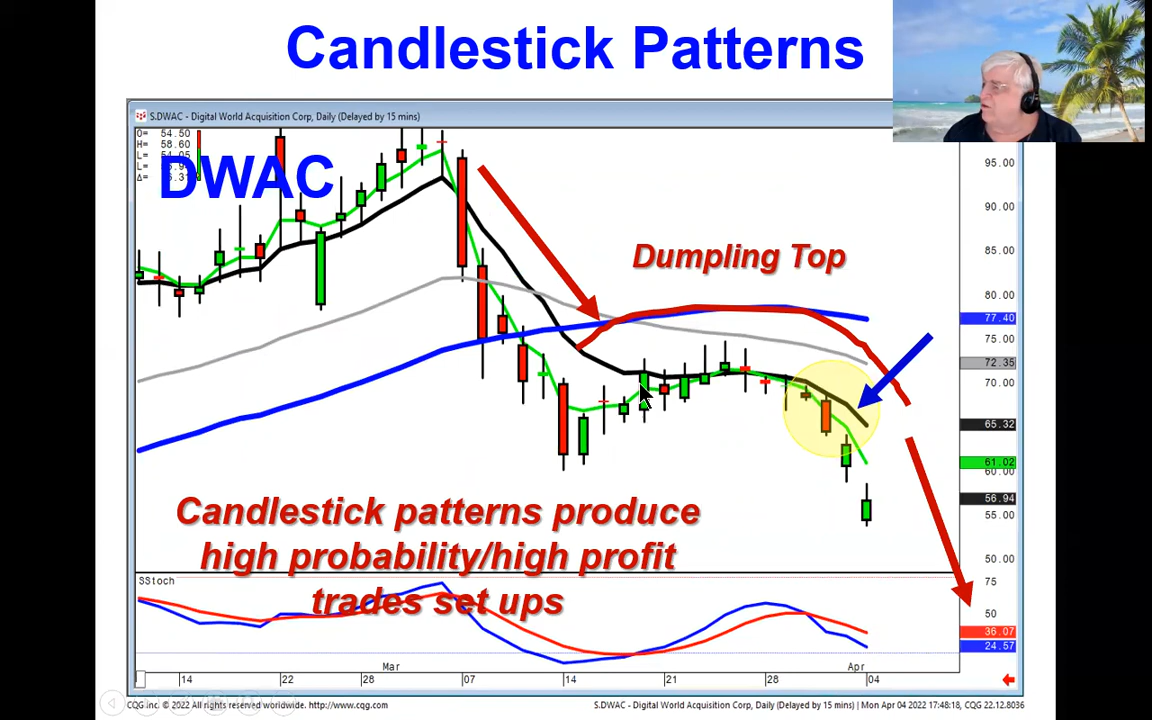 Candlestick Patterns
S.DWAC - Digital World Acquisition Corp, Daily (Delayed by 15 mins)
O= 54.50
H= 58.60
L= 54.05
DWAC
Dumpling Top
95.00
90.00
85.00
80.00
77.40
75.00
72.35
70.00
65.32
61.02
60.00
56.94
55.00
50.00
Candlestick patterns produce
high probability/high profit
trades set ups
SStoch
75
50
36.07
24.57
Mar
Apr
14
22
28
07
14
21
28
04
CQG Inc. © 2022 All rights reserved worldwide. http://www.cqg.com
S.DWAC - Digital World Acquisition Corp, Daily (Delayed by 15 mins) | Mon Apr 04 2022 17:48:18, CQG 22.12.8036